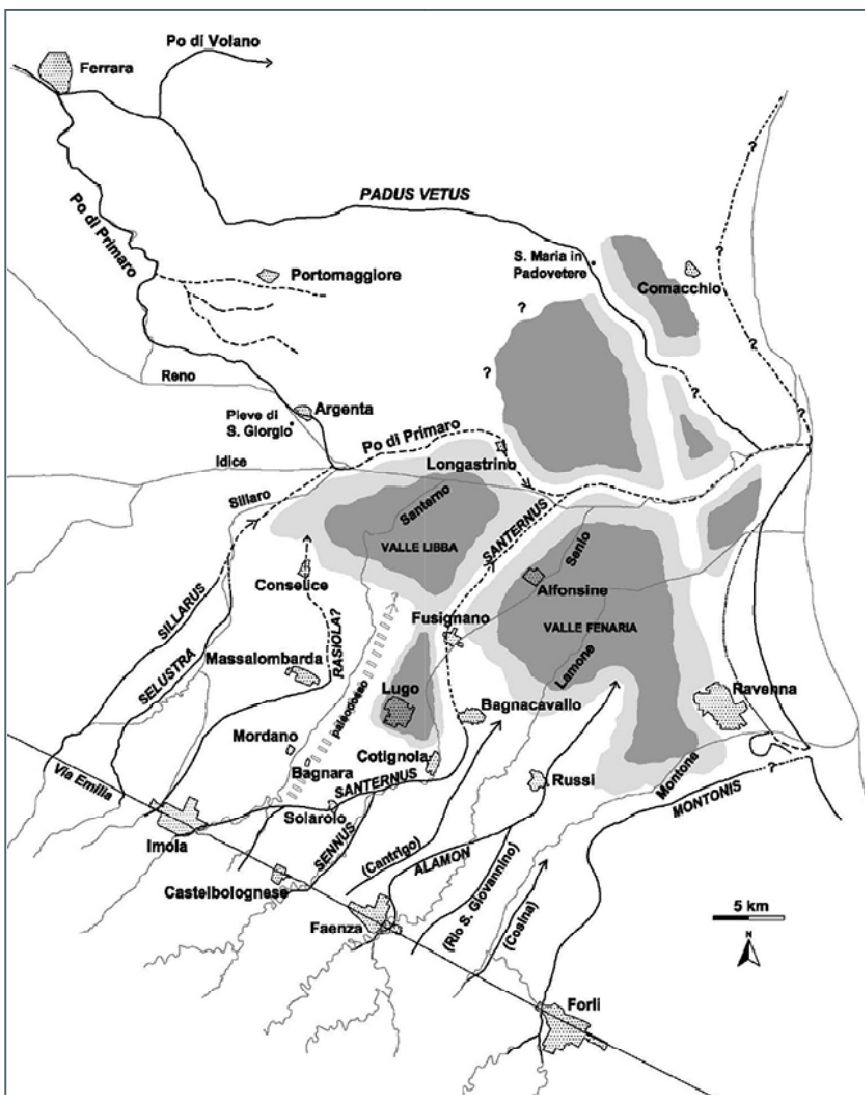 Po di Volano
Ferrara
PADUS VETUS
Po di Primaro
S. Maria in
Padovetere
Comacchio
Portomaggiore
?
?
?
?
?
?
?
?
Reno
Argenta
Pieve di
S. Giorgio
Po di Primaro
Longastrino
Idice
Sillaro
Santerno
SANTERNUS
VALLE LIBBA
Senio
Conselice
Alfonsine
SILLARUS
Fusignano
VALLE FENARIA
RASIOLA?
SELUSTRA
Massalombarda
paleodosso
Lamone
Lugo
Bagnacavallo
Ravenna
Mordano
Cotignola
Via Emilia
Bagnara
SANTERNUS
Russi
Montone
MONTONIS
?
Solarolo
Imola
SENNUS
(Cantrigo)
ALAMON
(Rio S. Giovannino)
(Cosina)
Castelbolognese
Faenza
5 km
N
Forlì